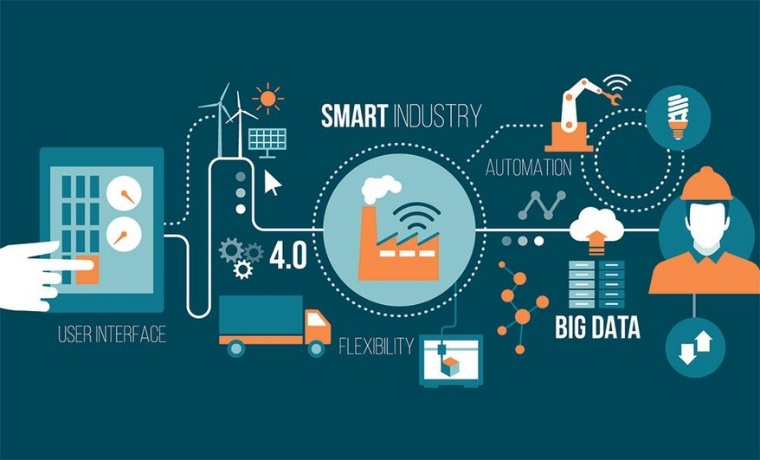 SMART INDUSTRY
AUTOMATION
4.0
USER INTERFACE
FLEXIBILITY
BIG DATA